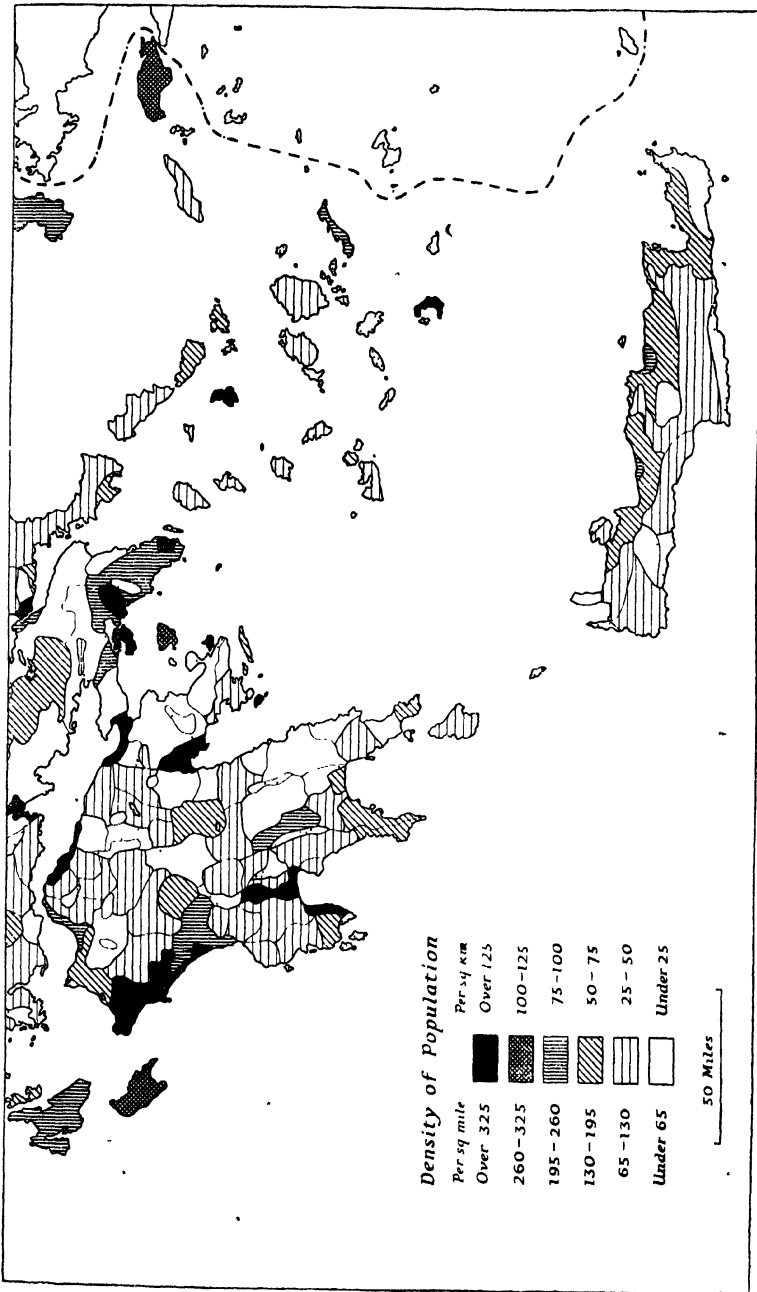 Density of Population
Per sq mile Per sq km
Over 325 Over 125
260–325 100–125
195–260 75–100
130–195 50–75
65–130 25–50
Under 65 Under 25
50 Miles